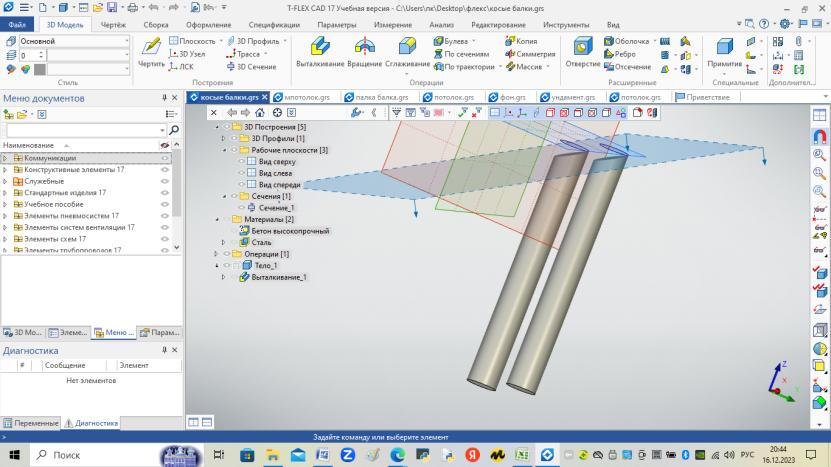 T-FLEX CAD 17 Учебная версия - C:\Users\пк\Desktop\флекс\косые балки.grs
Файл 3D Модель Чертёж Сборка Оформление Спецификации Параметры Измерение Анализ Редактирование Инструменты Вид
Основной
0
Стиль
Чертить
Плоскость
3D Узел
ЛСК
3D Профиль
Трасса
3D Сечение
Построения
Выталкивание
Вращение
Сглаживание
Булева
По сечениям
По траектории
Копия
Симметрия
Массив
Операции
Отверстие
Оболочка
Ребро
Отсечение
Расширенные
Примитив
Специальные
Дополнител...
Меню документов
Наименование
Коммуникации
Конструктивные элементы 17
Служебные
Стандартные изделия 17
Учебное пособие
Элементы пневмосистем 17
Элементы систем вентиляции 17
Элементы схем 17
Элементы трубопроводов 17
3D Мо... Элеме... Меню ... Парам...
Диагностика
# Сообщение Элемент
Нет элементов
Переменные Диагностика
косые балки.grs мпотолок.grs палка балки.grs потолок.grs фон.grs ундамент.grs потолок.grs Приветствие
3D Построения [5]
3D Профили [1]
Рабочие плоскости [3]
Вид сверху
Вид слева
Вид спереди
Сечения [1]
Сечение_1
Материалы [2]
Бетон высокопрочный
Сталь
Операции [1]
Тело_1
Выталкивание_1
Z
X
Y
> Задайте команду или выберите элемент
Поиск
РУС
20:44
16.12.2023